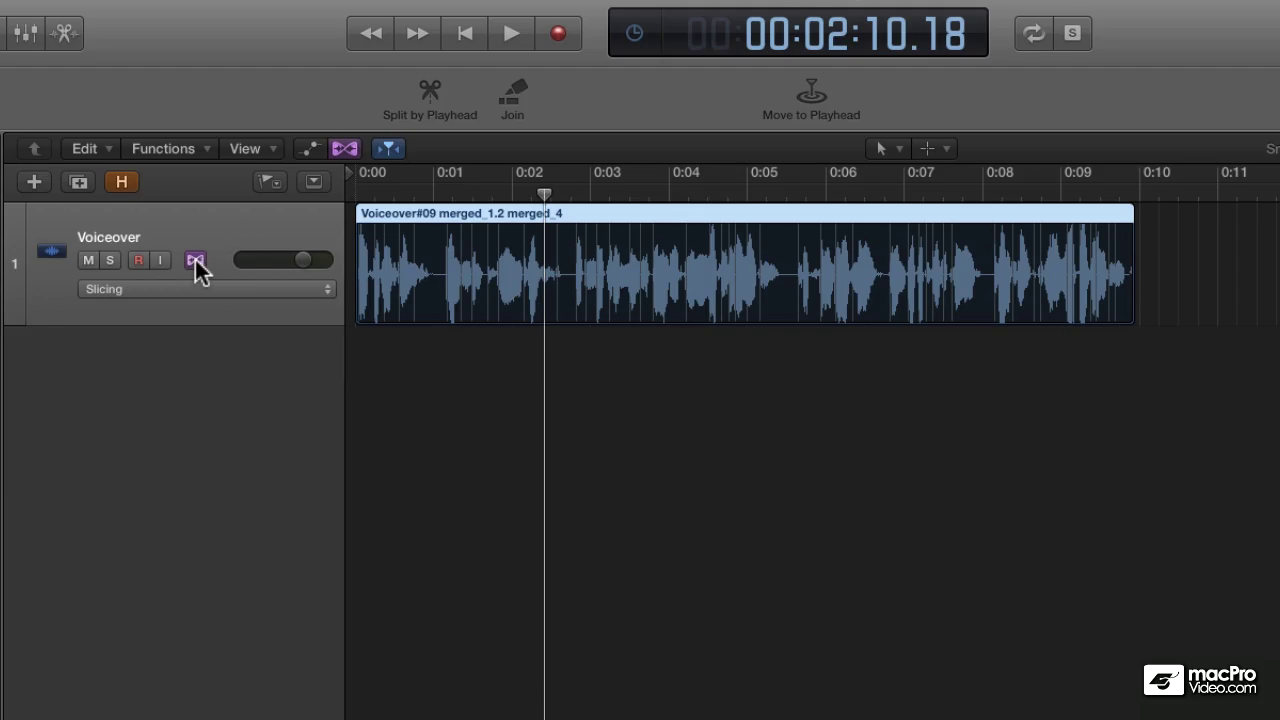 00:00:02:10.18
S
Split by Playhead
Join
Move to Playhead
Edit
Functions
View
H
0:00
0:01
0:02
0:03
0:04
0:05
0:06
0:07
0:08
0:09
0:10
0:11
Voiceover#09 merged_1.2 merged_4
1
Voiceover
M S R I
Slicing
macPro
Video.com